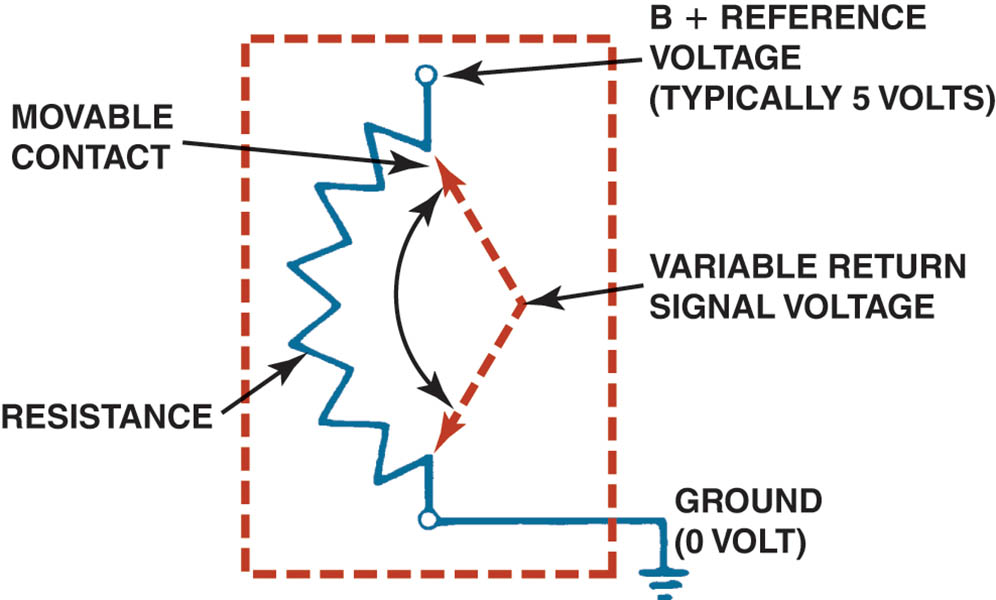 B + REFERENCE
VOLTAGE
(TYPICALLY 5 VOLTS)
MOVABLE
CONTACT
VARIABLE RETURN
SIGNAL VOLTAGE
RESISTANCE
GROUND
(0 VOLT)